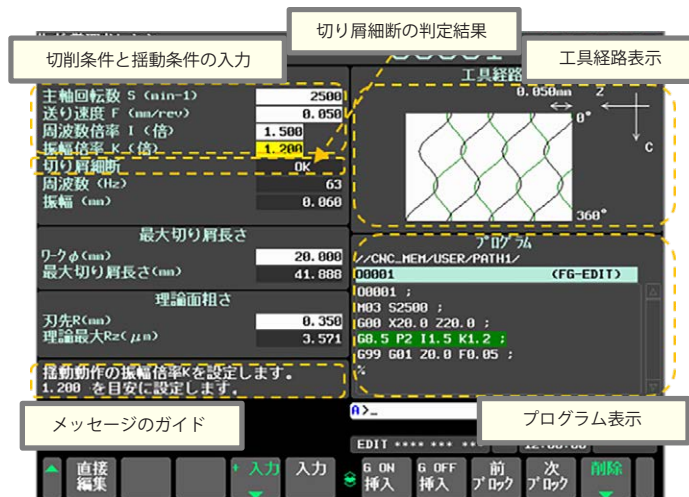 切り屑細断の判定結果
切削条件と揺動条件の入力
工具経路表示
工具経路
主軸回転数 S (min-1) 2500
送り速度 F (mm/rev) 0.050
周波数倍率 I (倍) 1.500
振幅倍率 K (倍) 1.200
切り屑細断 OK
周波数 (Hz) 63
振幅 (mm) 0.060
0.050mm Z
0°
C
360°
最大切り屑長さ
ワークφ(mm) 20.000
最大切り屑長さ(mm) 41.888
理論面粗さ
刃先R(mm) 0.350
理論最大Rz(μm) 3.571
揺動動作の振幅倍率Kを設定します。
1.200 を目安に設定します。
プログラム
//CNC_MEM/USER/PATH1/
O0001 (FG-EDIT)
O0001 ;
M03 S2500 ;
G00 X20.0 Z20.0 ;
G8.5 P2 I1.5 K1.2 ;
G99 G01 Z0.0 F0.05 ;
%
メッセージのガイド
プログラム表示
A>_
EDIT **** *** **
直接編集
+入力
入力
G ON 挿入
G OFF 挿入
前ブロック
次ブロック
削除